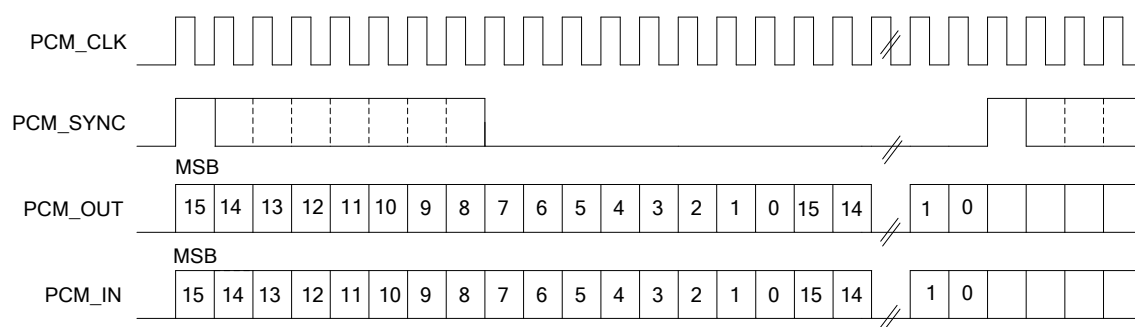 PCM_CLK
PCM_SYNC
MSB
PCM_OUT 15 14 13 12 11 10 9 8 7 6 5 4 3 2 1 0 15 14 1 0
MSB
PCM_IN 15 14 13 12 11 10 9 8 7 6 5 4 3 2 1 0 15 14 1 0